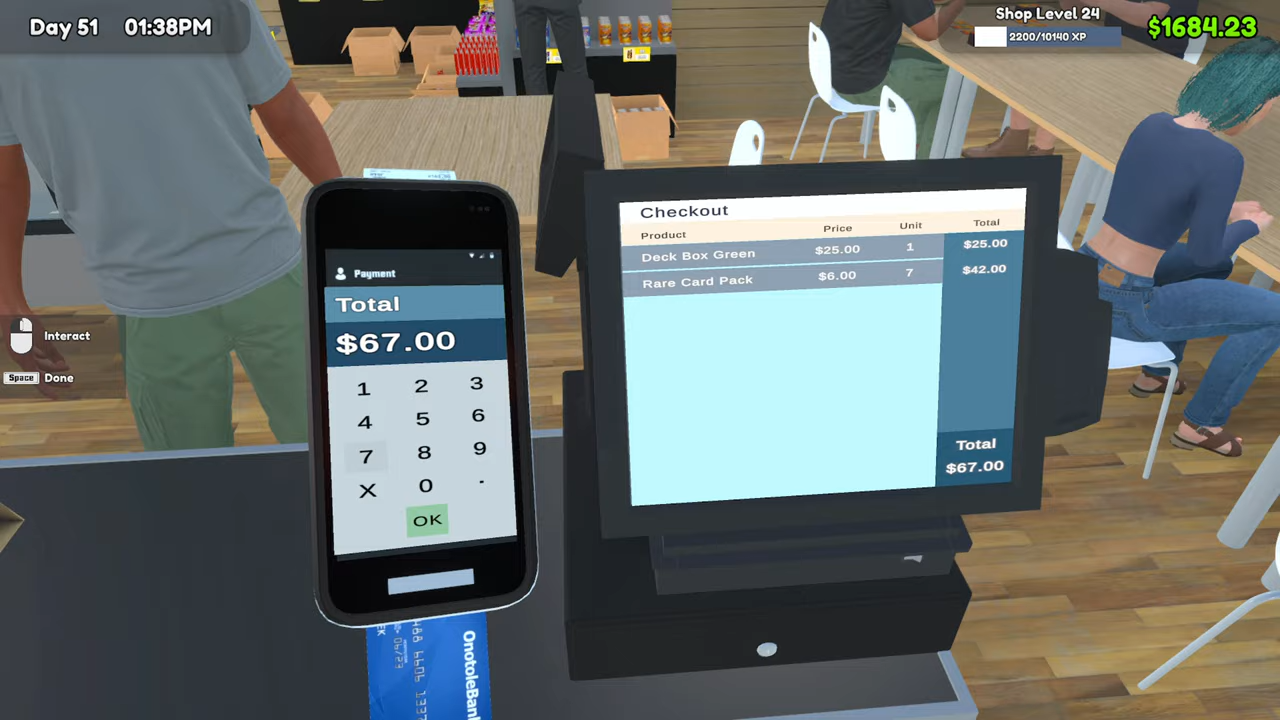 Day 51 01:38PM
Shop Level 24
2200/10140 XP
$1684.23
Interact
Space Done
Payment
Total
$67.00
1 2 3
4 5 6
7 8 9
X 0 .
OK
Checkout
Product Price Unit Total
Deck Box Green $25.00 1 $25.00
Rare Card Pack $6.00 7 $42.00
Total
$67.00
OnotoleBank